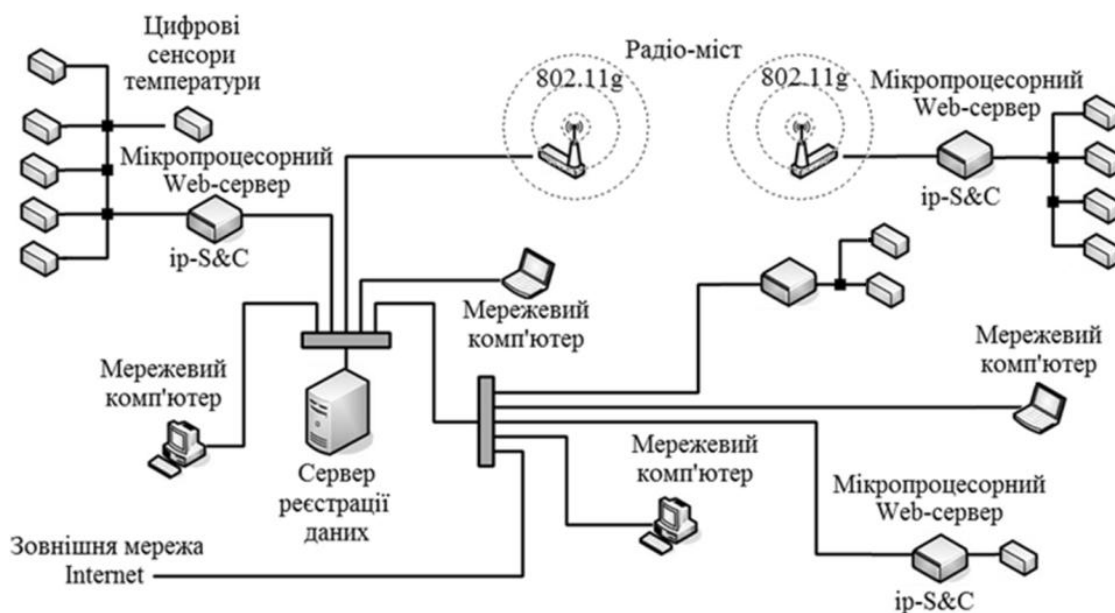 Цифрові
сенсори
температури
Радіо-міст
802.11g
802.11g
Мікропроцесорний
Web-сервер
Мікропроцесорний
Web-сервер
ip-S&C
ip-S&C
Мережевий
комп'ютер
Мережевий
комп'ютер
Мережевий
комп'ютер
Сервер
реєстрації
даних
Мережевий
комп'ютер
Мікропроцесорний
Web-сервер
Зовнішня мережа
Internet
ip-S&C